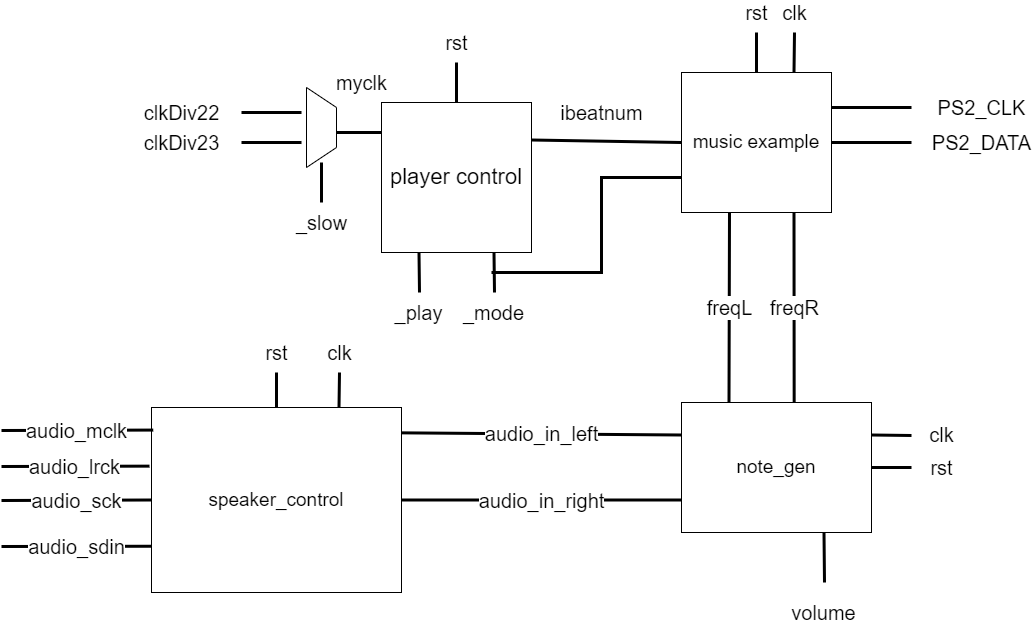 rst clk
rst
myclk
clkDiv22
clkDiv23
ibeatnum
PS2_CLK
PS2_DATA
music example
player control
_slow
_play
_mode
freqL
freqR
rst
clk
audio_mclk
audio_lrck
audio_sck
audio_sdin
speaker_control
audio_in_left
audio_in_right
note_gen
clk
rst
volume